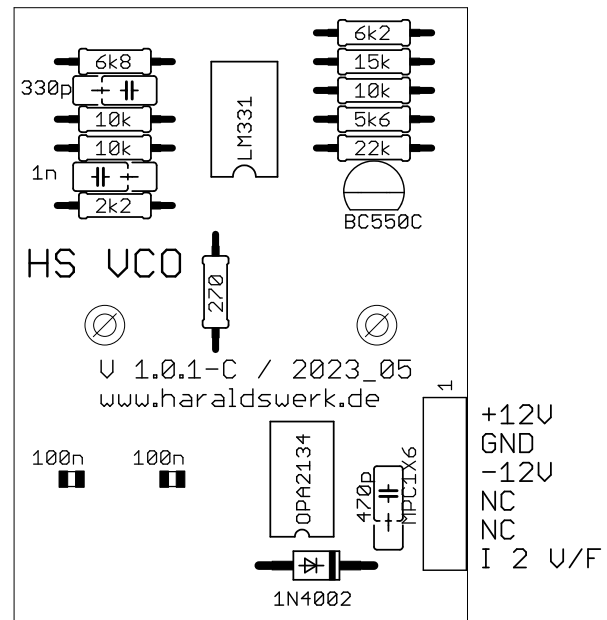 6k8
330p
10k
10k
1n
2k2
LM331
6k2
15k
10k
5k6
22k
BC550C
HS VCO
270
V 1.0.1-C / 2023_05
www.haraldswerk.de
1
+12V
GND
-12V
NC
NC
I 2 V/F
100n
100n
OPA2134
470p
MPC1X6
1N4002